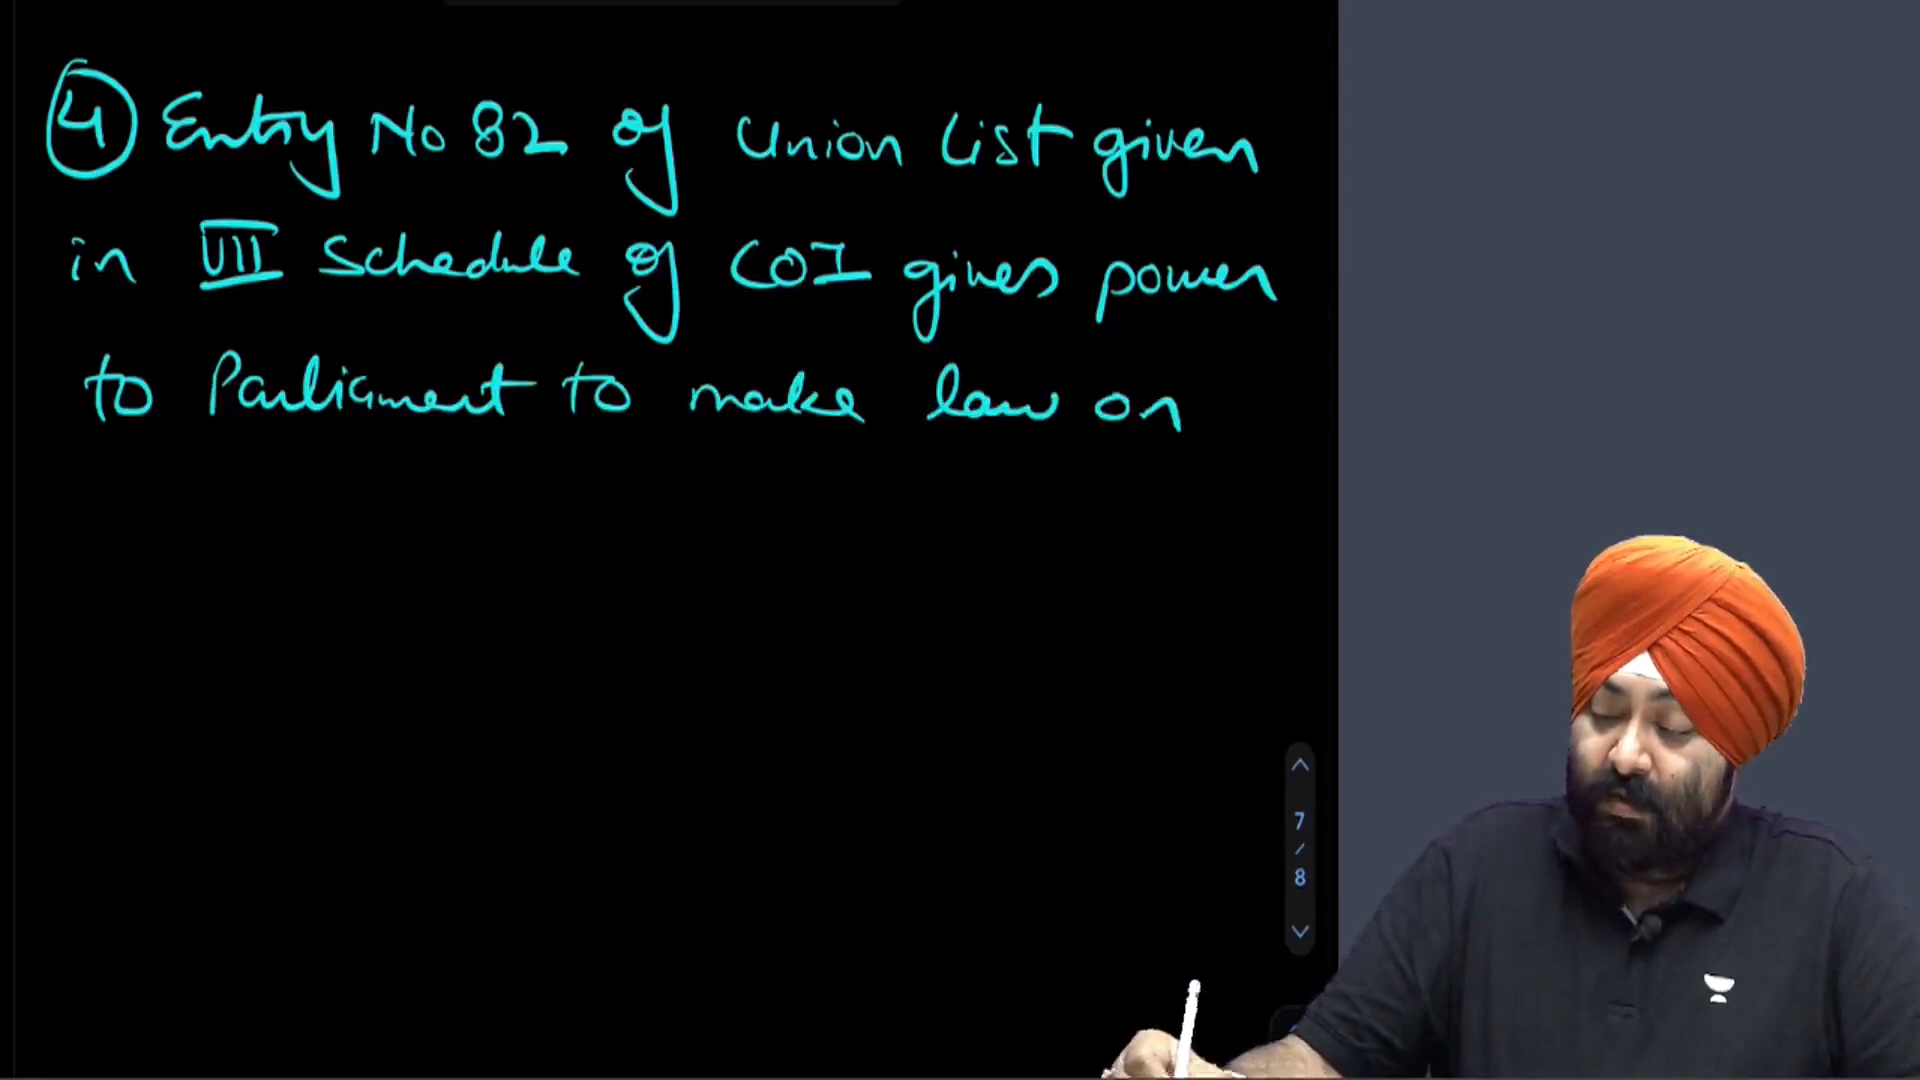 4 Entry No 82 of Union List given
in VII Schedule of COI gives power
to Parliament to make law on
7
/
8